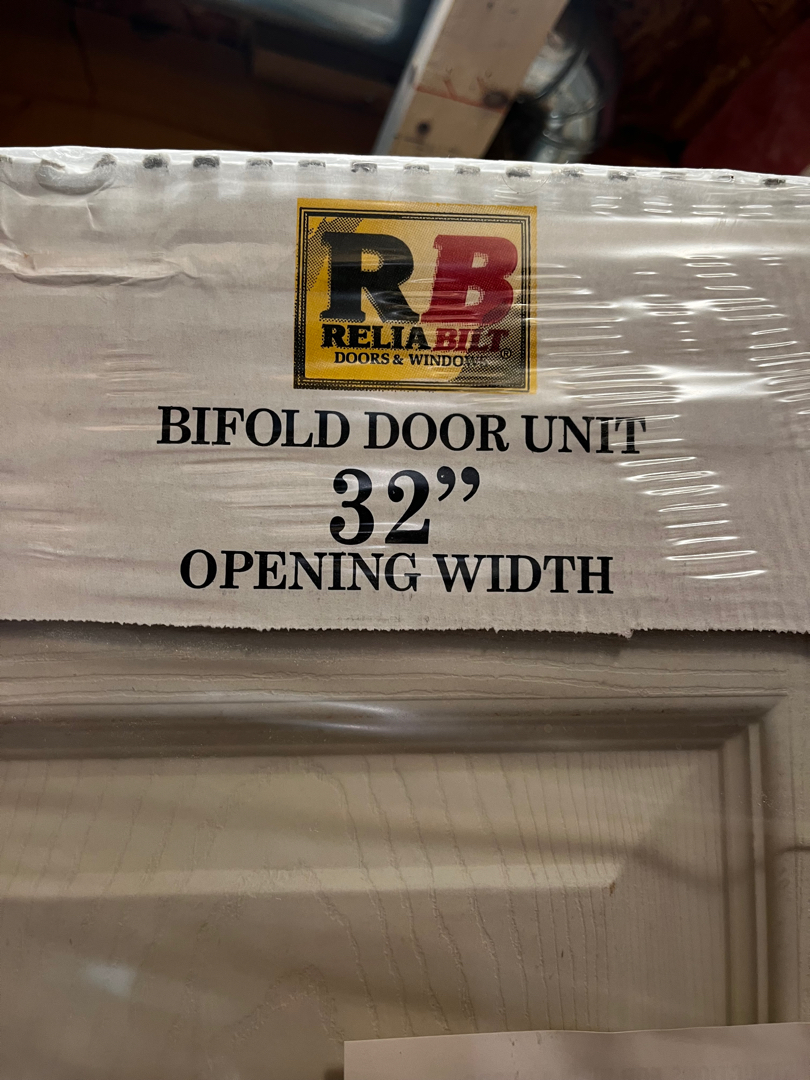 RB
RELIABILT
DOORS & WINDOWS®
BIFOLD DOOR UNIT
32”
OPENING WIDTH